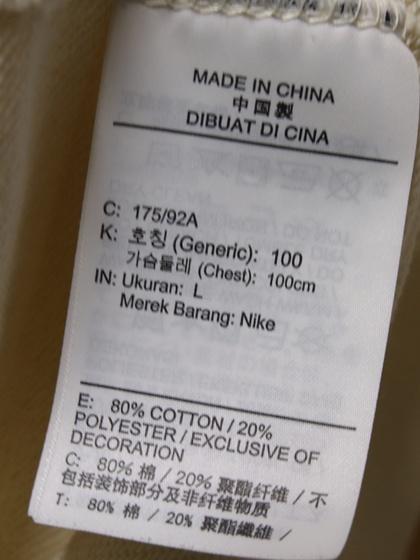 MADE IN CHINA
中国製
DIBUAT DI CINA
C: 175/92A
K: 호칭 (Generic): 100
가슴둘레 (Chest): 100cm
IN: Ukuran: L
Merek Barang: Nike
E: 80% COTTON / 20%
POLYESTER / EXCLUSIVE OF
DECORATION
C: 80% 棉 / 20% 聚酯纤维 / 不
包括装饰部分及非纤维物质
T: 80% 棉 / 20% 聚酯纖維 /